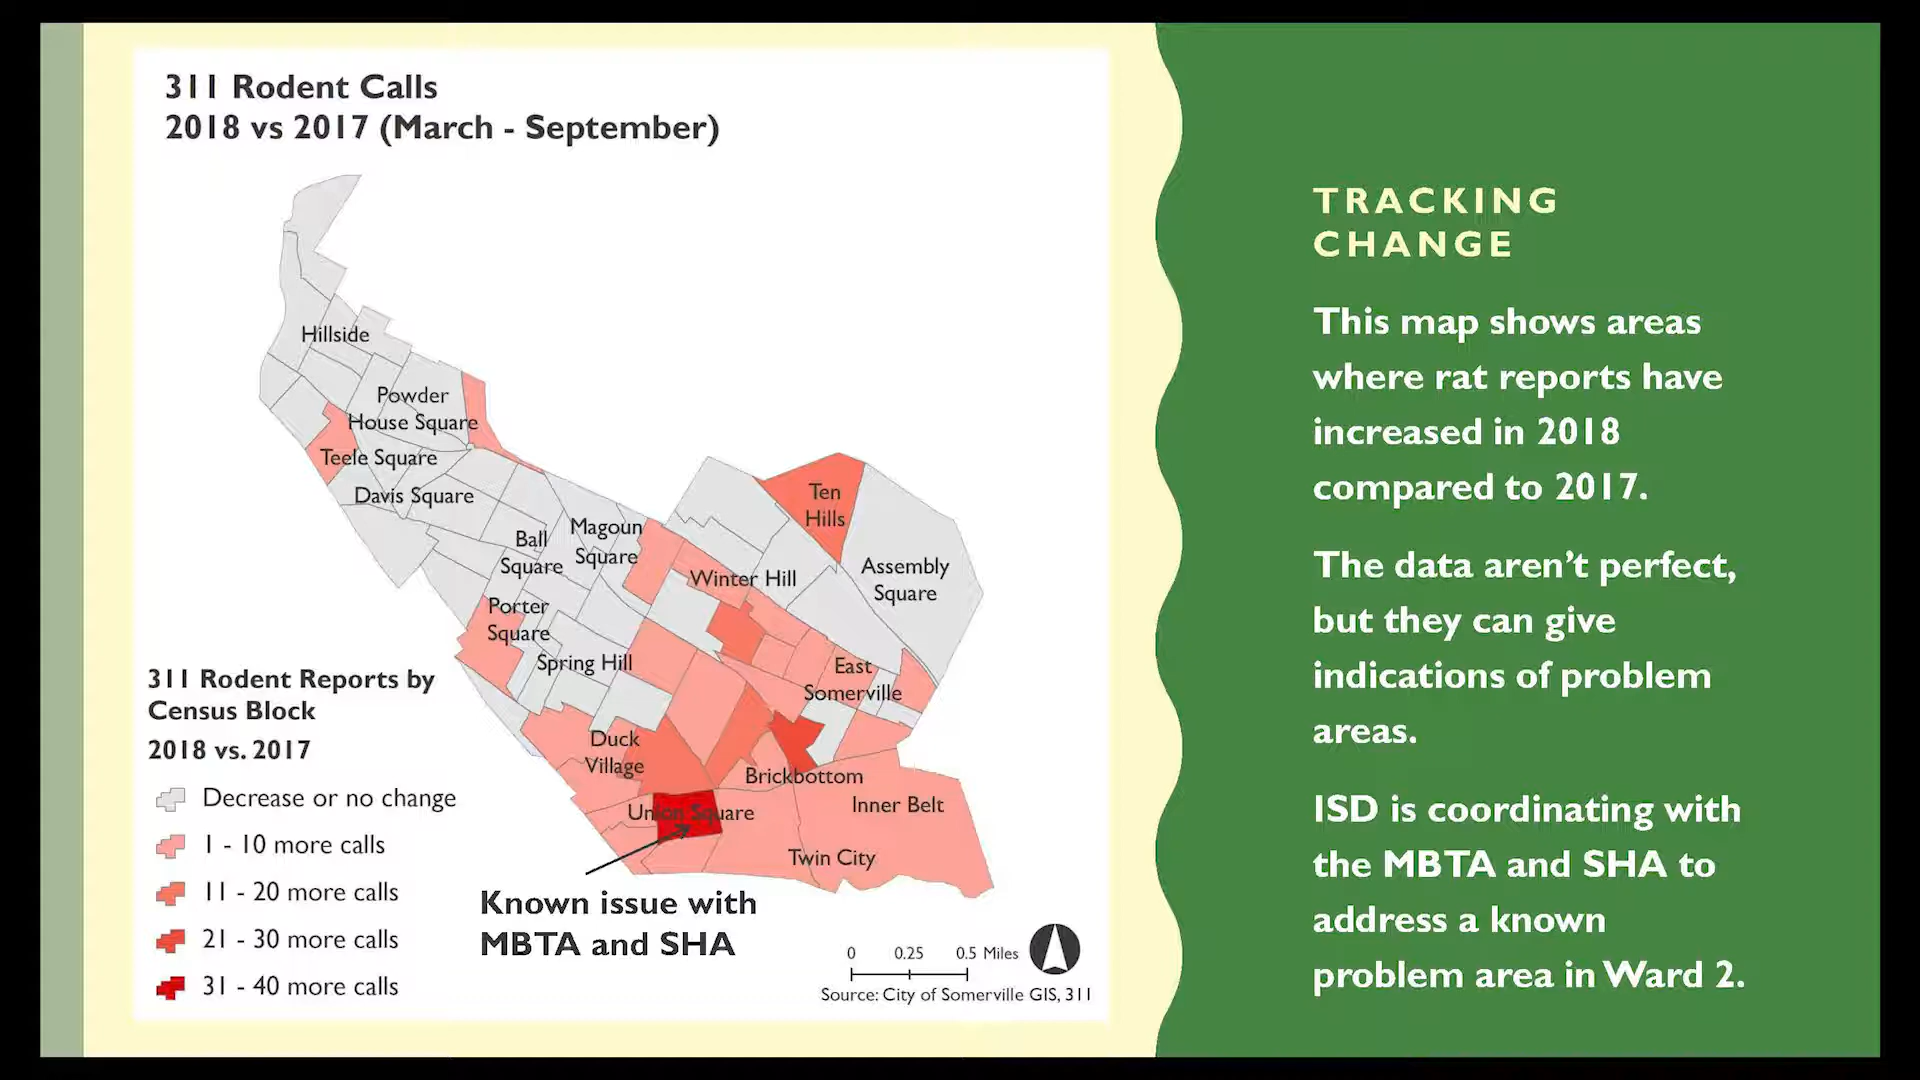 311 Rodent Calls
2018 vs 2017 (March - September)
Hillside
Powder
House Square
Teele Square
Davis Square
Ball
Square
Magoun
Square
Ten
Hills
Assembly
Square
Winter Hill
Porter
Square
Spring Hill
East
Somerville
Duck
Village
Brickbottom
Union Square
Inner Belt
Twin City
Known issue with
MBTA and SHA
311 Rodent Reports by
Census Block
2018 vs. 2017
Decrease or no change
1 - 10 more calls
11 - 20 more calls
21 - 30 more calls
31 - 40 more calls
0 0.25 0.5 Miles
Source: City of Somerville GIS, 311
TRACKING
CHANGE
This map shows areas
where rat reports have
increased in 2018
compared to 2017.
The data aren’t perfect,
but they can give
indications of problem
areas.
ISD is coordinating with
the MBTA and SHA to
address a known
problem area in Ward 2.